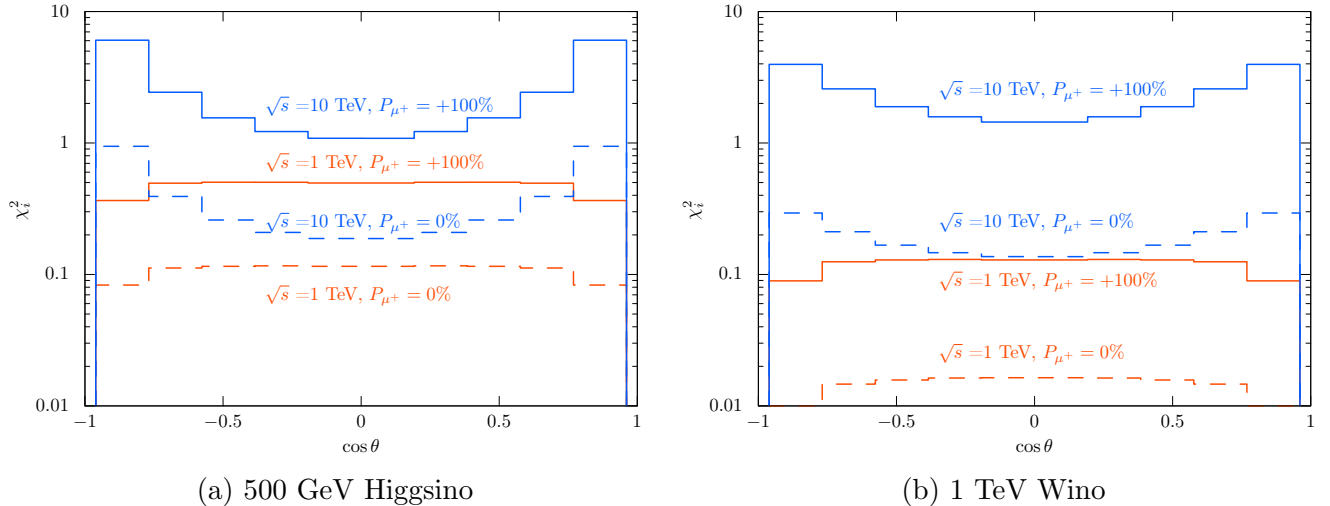 10
1
0.1
0.01
χ²ᵢ
√s =10 TeV, P_μ⁺ = +100%
√s =1 TeV, P_μ⁺ = +100%
√s =10 TeV, P_μ⁺ = 0%
√s =1 TeV, P_μ⁺ = 0%
−1 −0.5 0 0.5 1
cos θ
(a) 500 GeV Higgsino
10
1
0.1
0.01
χ²ᵢ
√s =10 TeV, P_μ⁺ = +100%
√s =10 TeV, P_μ⁺ = 0%
√s =1 TeV, P_μ⁺ = +100%
√s =1 TeV, P_μ⁺ = 0%
−1 −0.5 0 0.5 1
cos θ
(b) 1 TeV Wino